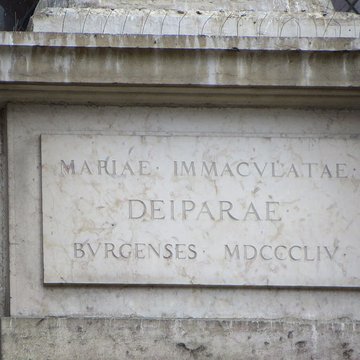 MARIAE · IMMACVLATAE ·
DEIPARAE ·
BVRGENSES · MDCCCLIV ·